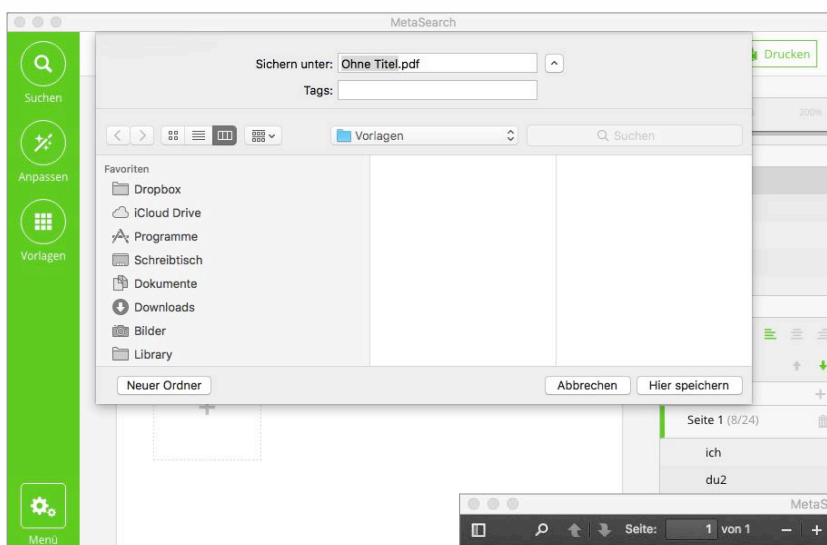 MetaSearch
Sichern unter: Ohne Titel.pdf
Tags:
Drucken
Suchen
200%
Vorlagen
Suchen
Anpassen
Favoriten
Dropbox
iCloud Drive
Programme
Schreibtisch
Dokumente
Downloads
Bilder
Library
Vorlagen
Neuer Ordner
Abbrechen
Hier speichern
Seite 1 (8/24)
ich
du2
MetaS
Seite: 1 von 1
Menü